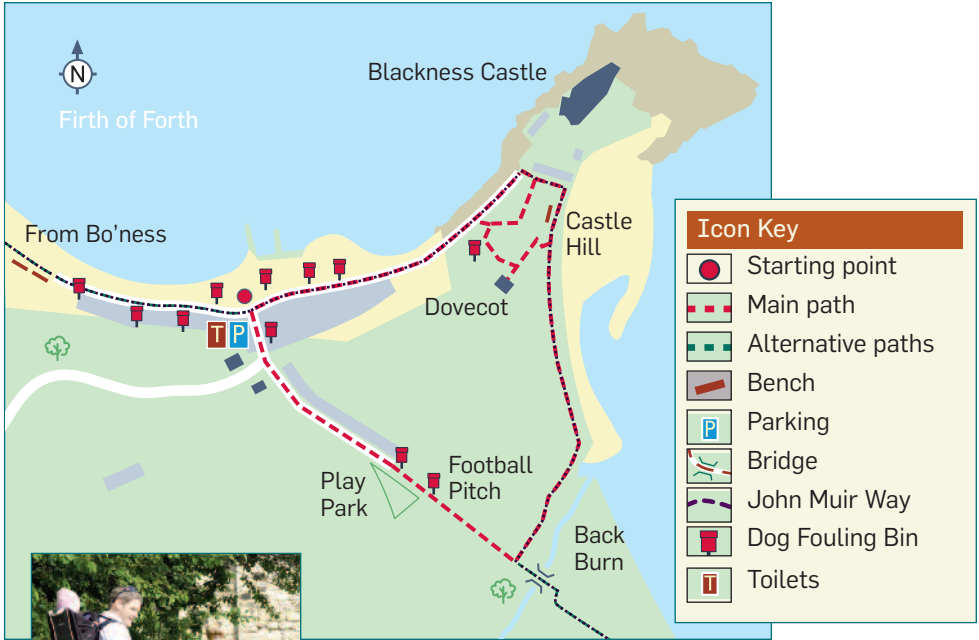 Blackness Castle
N
Firth of Forth
From Bo'ness
Castle
Hill
Dovecot
T P
Football
Pitch
Play
Park
Back
Burn
Icon Key
Starting point
Main path
Alternative paths
Bench
P
Parking
Bridge
John Muir Way
Dog Fouling Bin
T
Toilets